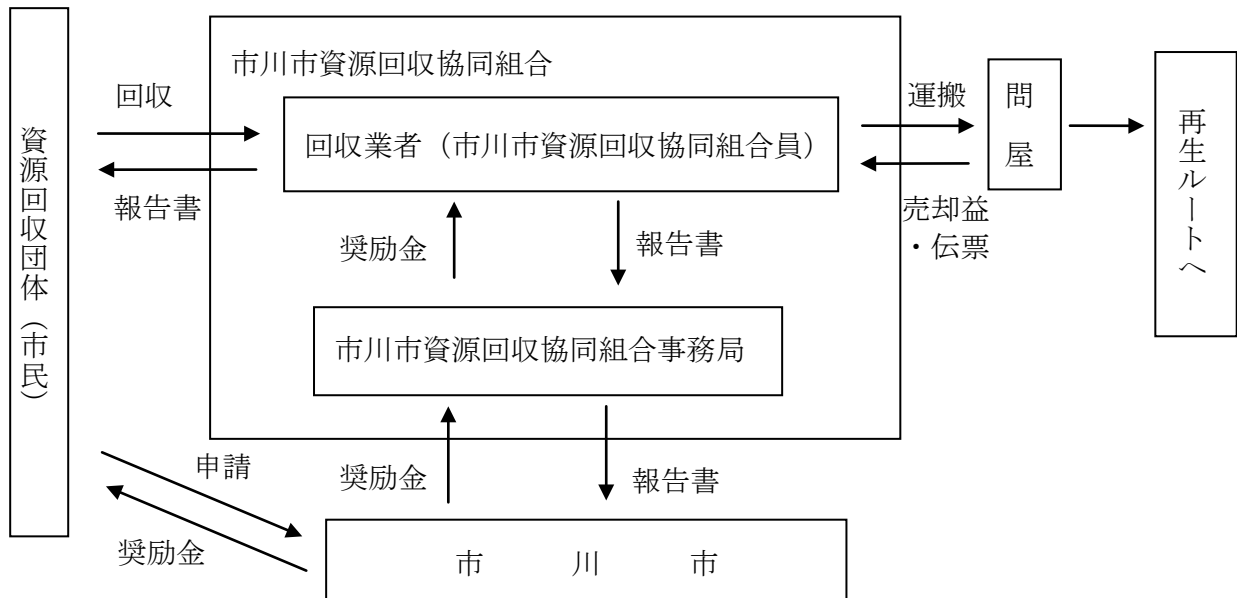 資源回収団体（市民）
市川市資源回収協同組合
回収
報告書
回収業者（市川市資源回収協同組合員）
運搬
売却益
・伝票
問屋
再生ルートへ
奨励金
報告書
市川市資源回収協同組合事務局
奨励金
報告書
申請
奨励金
市川市